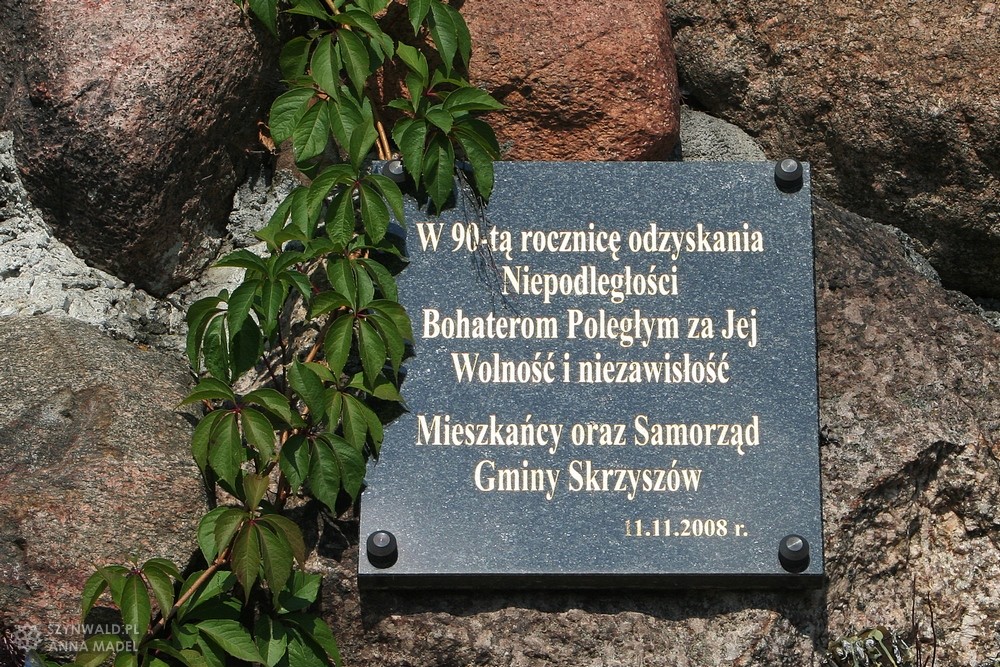 W 90-tą rocznicę odzyskania
Niepodległości
Bohaterom Poległym za Jej
Wolność i niezawisłość
Mieszkańcy oraz Samorząd
Gminy Skrzyszów
11.11.2008 r.
SZYNWALD.PL
ANNA MADEL